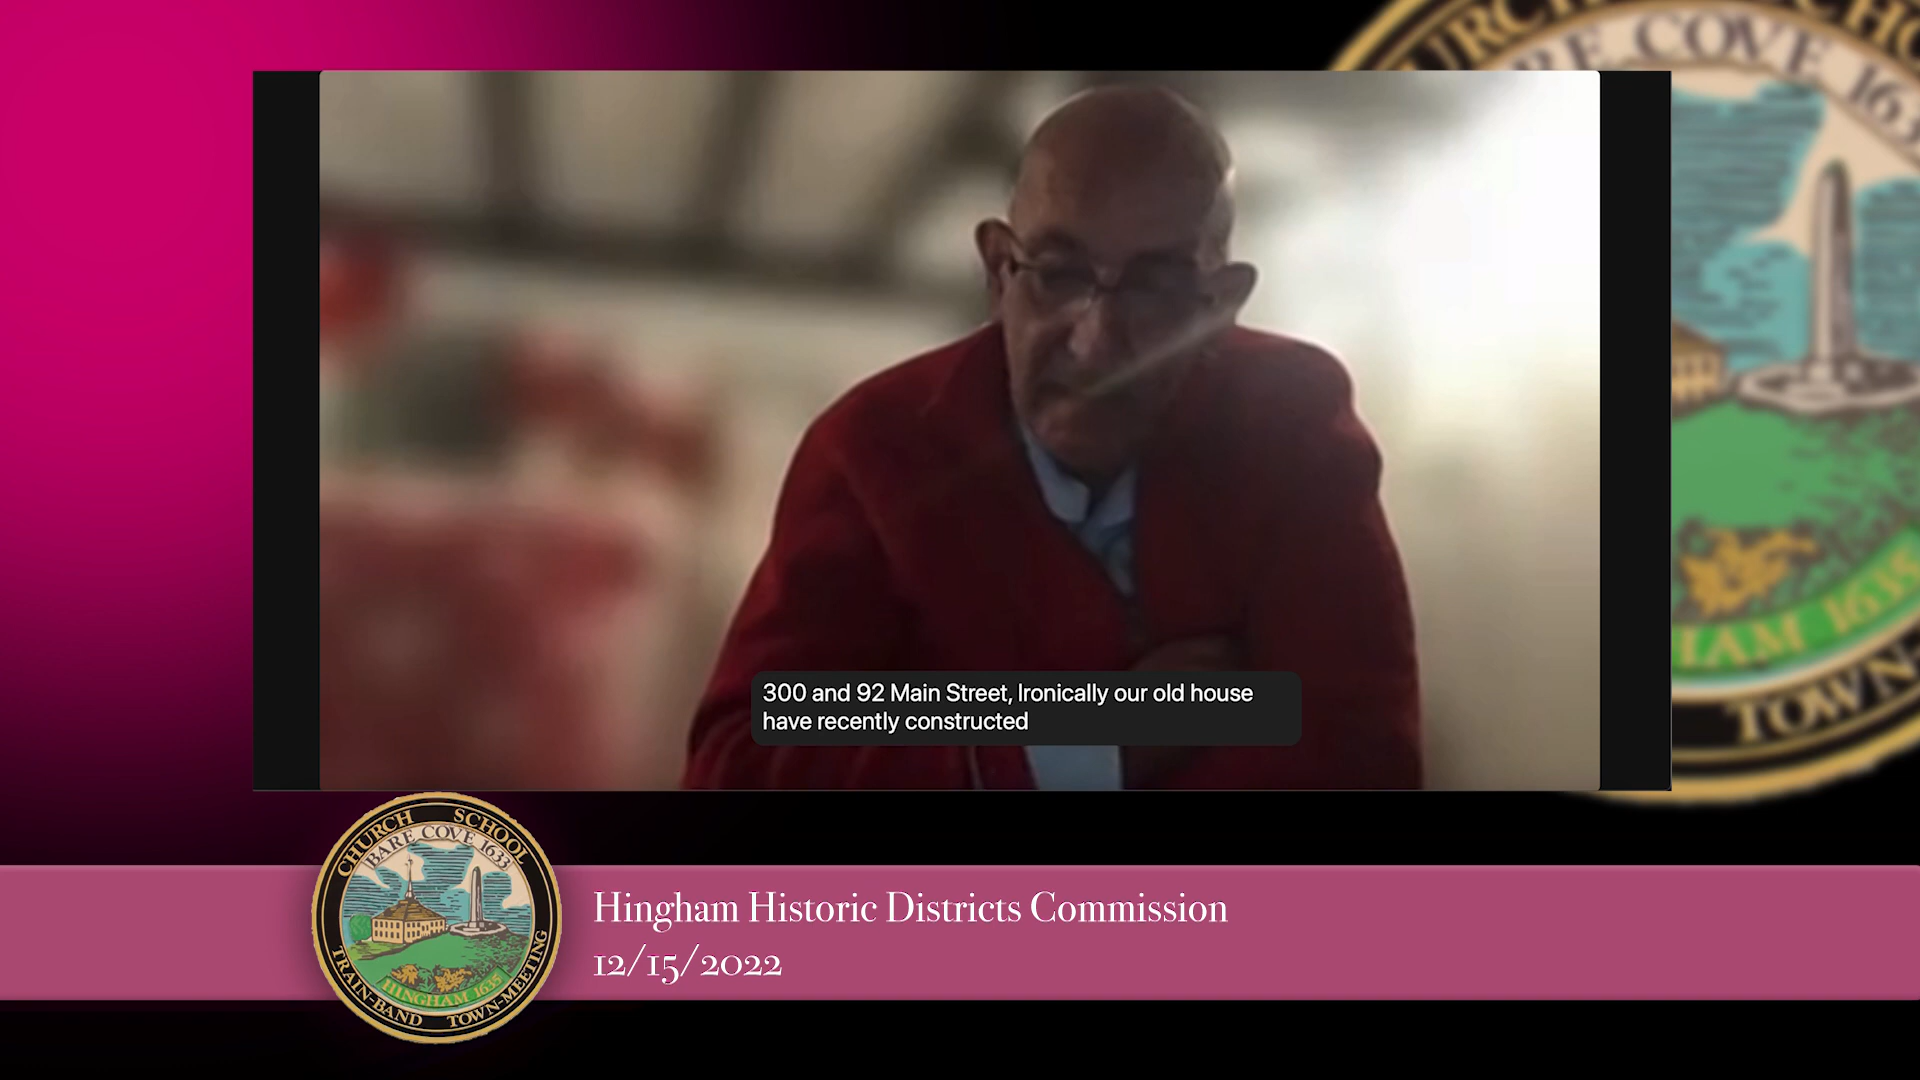 300 and 92 Main Street, Ironically our old house
have recently constructed
CHURCH SCHOOL
BARE COVE 1633
HINGHAM 1635
TRAIN-BAND TOWN-MEETING
Hingham Historic Districts Commission
12/15/2022